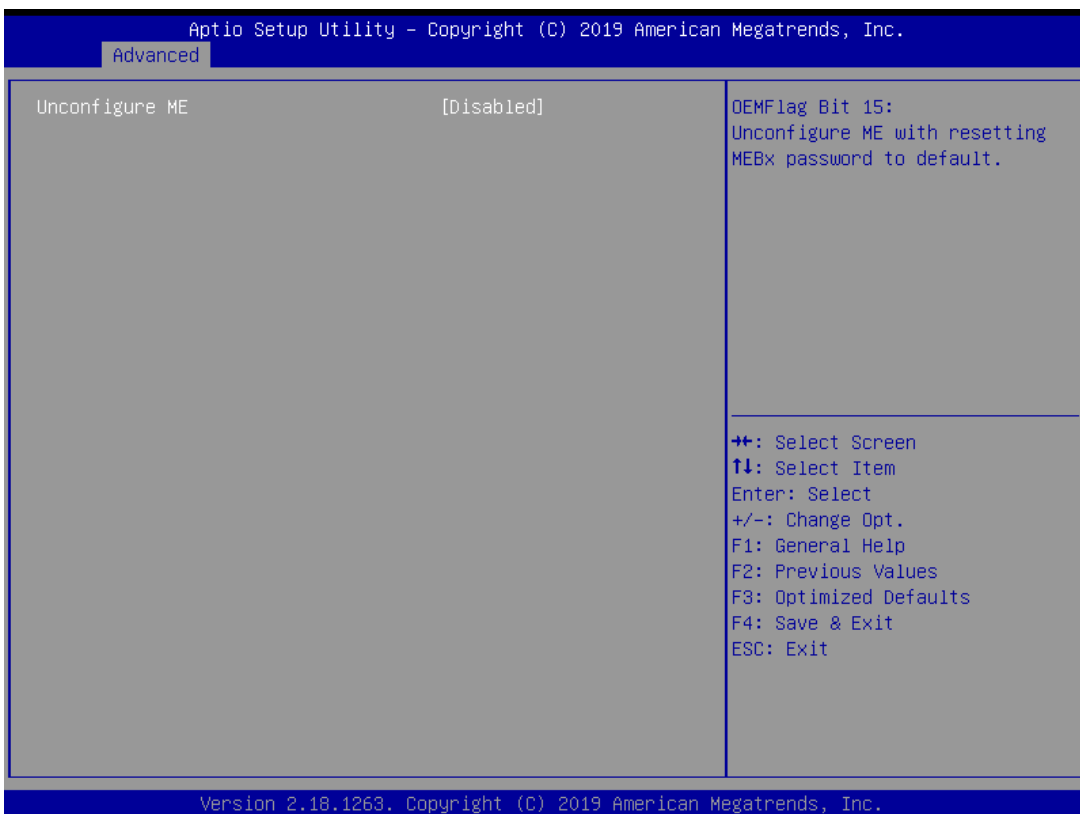 Aptio Setup Utility – Copyright (C) 2019 American Megatrends, Inc.
Advanced
Unconfigure ME [Disabled]
OEMFlag Bit 15:
Unconfigure ME with resetting
MEBx password to default.
→←: Select Screen
↑↓: Select Item
Enter: Select
+/-: Change Opt.
F1: General Help
F2: Previous Values
F3: Optimized Defaults
F4: Save & Exit
ESC: Exit
Version 2.18.1263. Copyright (C) 2019 American Megatrends, Inc.